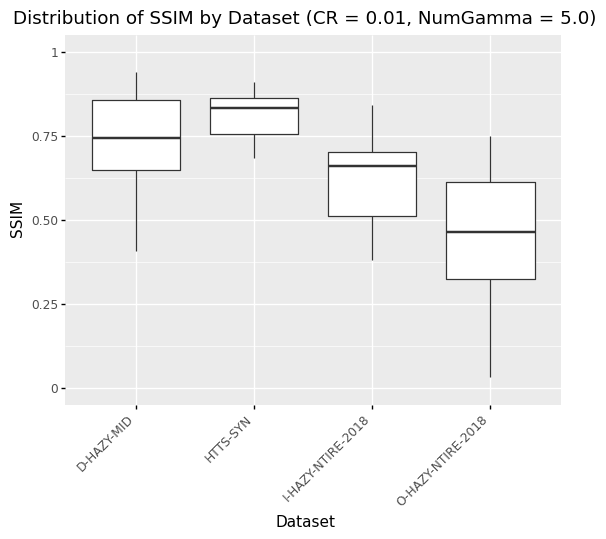 Distribution of SSIM by Dataset (CR = 0.01, NumGamma = 5.0)
1
0.75
0.50
0.25
0
SSIM
D-HAZY-MID
HTTS-SYN
I-HAZY-NTIRE-2018
O-HAZY-NTIRE-2018
Dataset